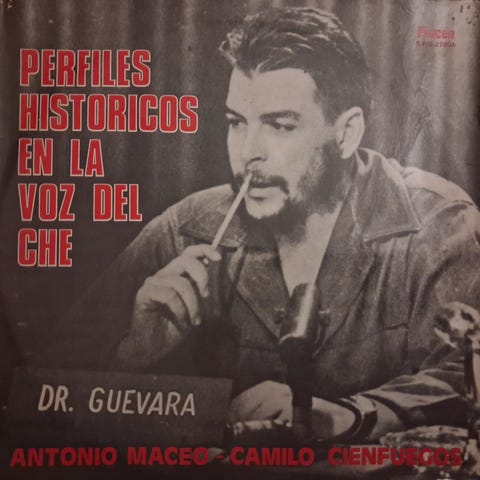 PERFILES
HISTORICOS
EN LA
VOZ DEL
CHE
DR. GUEVARA
ANTONIO MACEO - CAMILO CIENFUEGOS